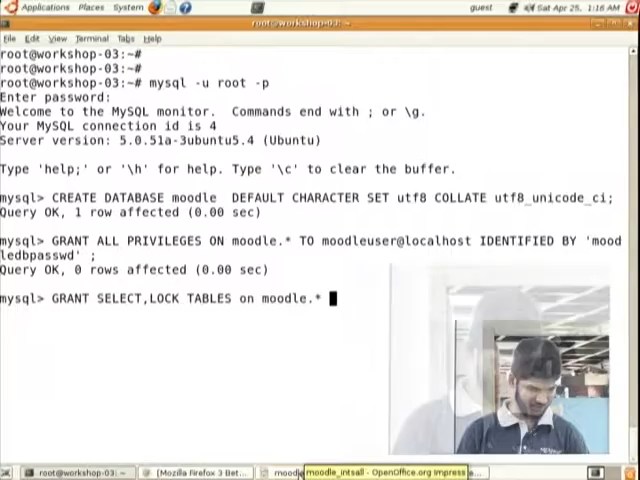 Applications Places System guest Sat Apr 25, 1:16 AM
root@workshop-03: ~
File Edit View Terminal Tabs Help
root@workshop-03:~#
root@workshop-03:~#
root@workshop-03:~# mysql -u root -p
Enter password:
Welcome to the MySQL monitor.  Commands end with ; or \g.
Your MySQL connection id is 4
Server version: 5.0.51a-3ubuntu5.4 (Ubuntu)
Type 'help;' or '\h' for help. Type '\c' to clear the buffer.
mysql> CREATE DATABASE moodle  DEFAULT CHARACTER SET utf8 COLLATE utf8_unicode_ci;
Query OK, 1 row affected (0.00 sec)
mysql> GRANT ALL PRIVILEGES ON moodle.* TO moodleuser@localhost IDENTIFIED BY 'mood
ledbpasswd' ;
Query OK, 0 rows affected (0.00 sec)
mysql> GRANT SELECT,LOCK TABLES on moodle.*
root@workshop-03: ~ [Mozilla Firefox 3 Bet... moodle moodle_intsall - OpenOffice.org Impress